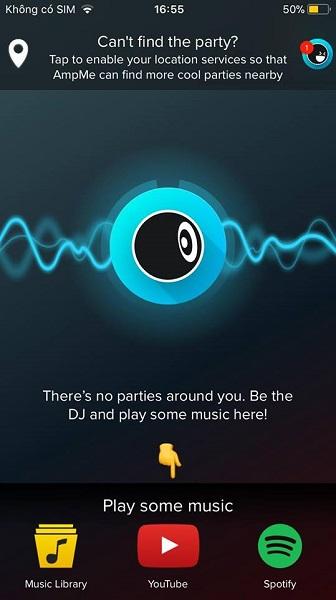 Không có SIM 16:55 50%
Can't find the party?
Tap to enable your location services so that
AmpMe can find more cool parties nearby
1
There's no parties around you. Be the
DJ and play some music here!
Play some music
Music Library YouTube Spotify